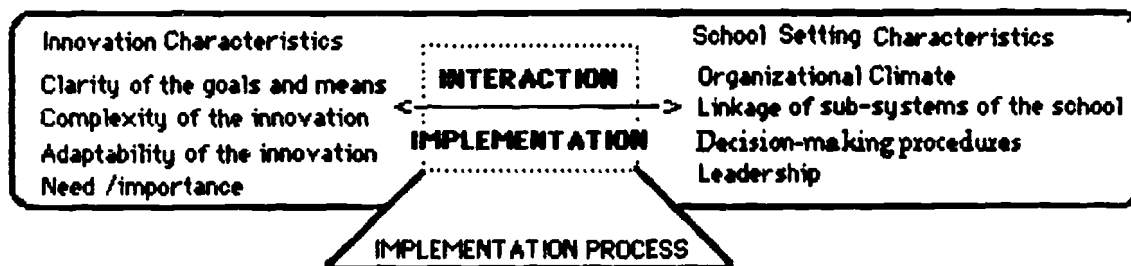 Innovation Characteristics
Clarity of the goals and means
Complexity of the innovation
Adaptability of the innovation
Need /importance
INTERACTION
IMPLEMENTATION
School Setting Characteristics
Organizational Climate
Linkage of sub-systems of the school
Decision-making procedures
Leadership
IMPLEMENTATION PROCESS